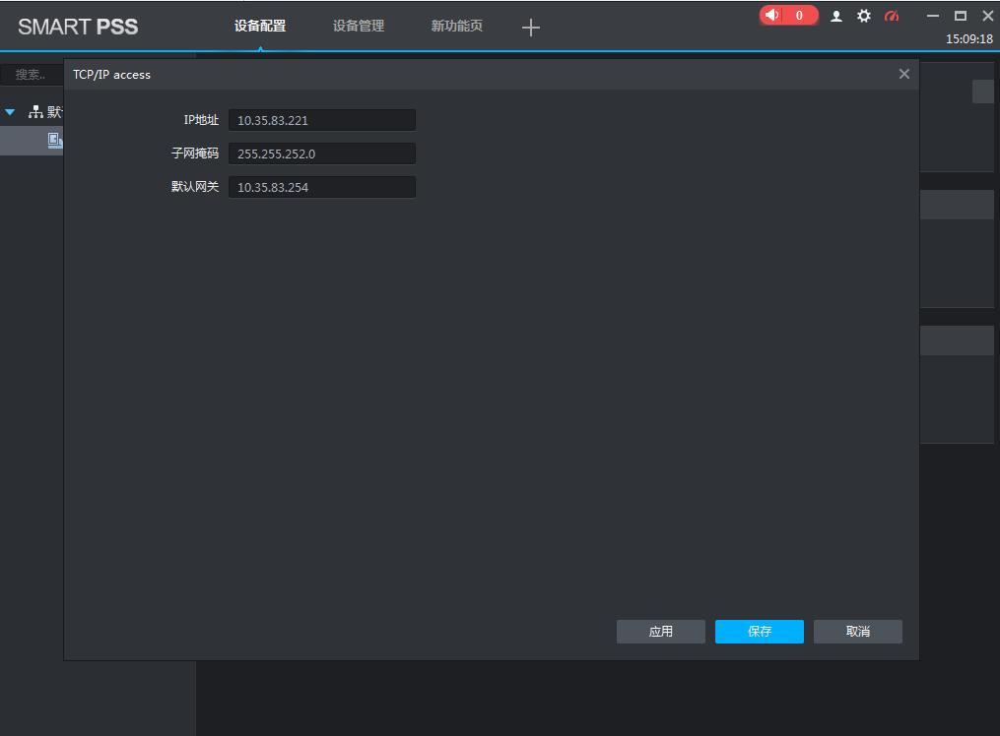 SMART PSS
设备配置
设备管理
新功能页
0
15:09:18
搜索..
TCP/IP access
默
IP地址
10.35.83.221
子网掩码
255.255.252.0
默认网关
10.35.83.254
应用
保存
取消